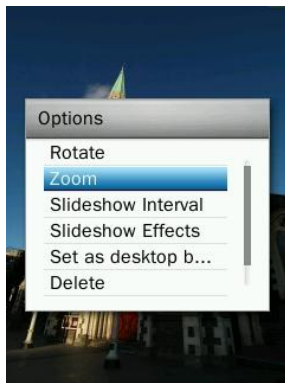 Options
Rotate
Zoom
Slideshow Interval
Slideshow Effects
Set as desktop b...
Delete